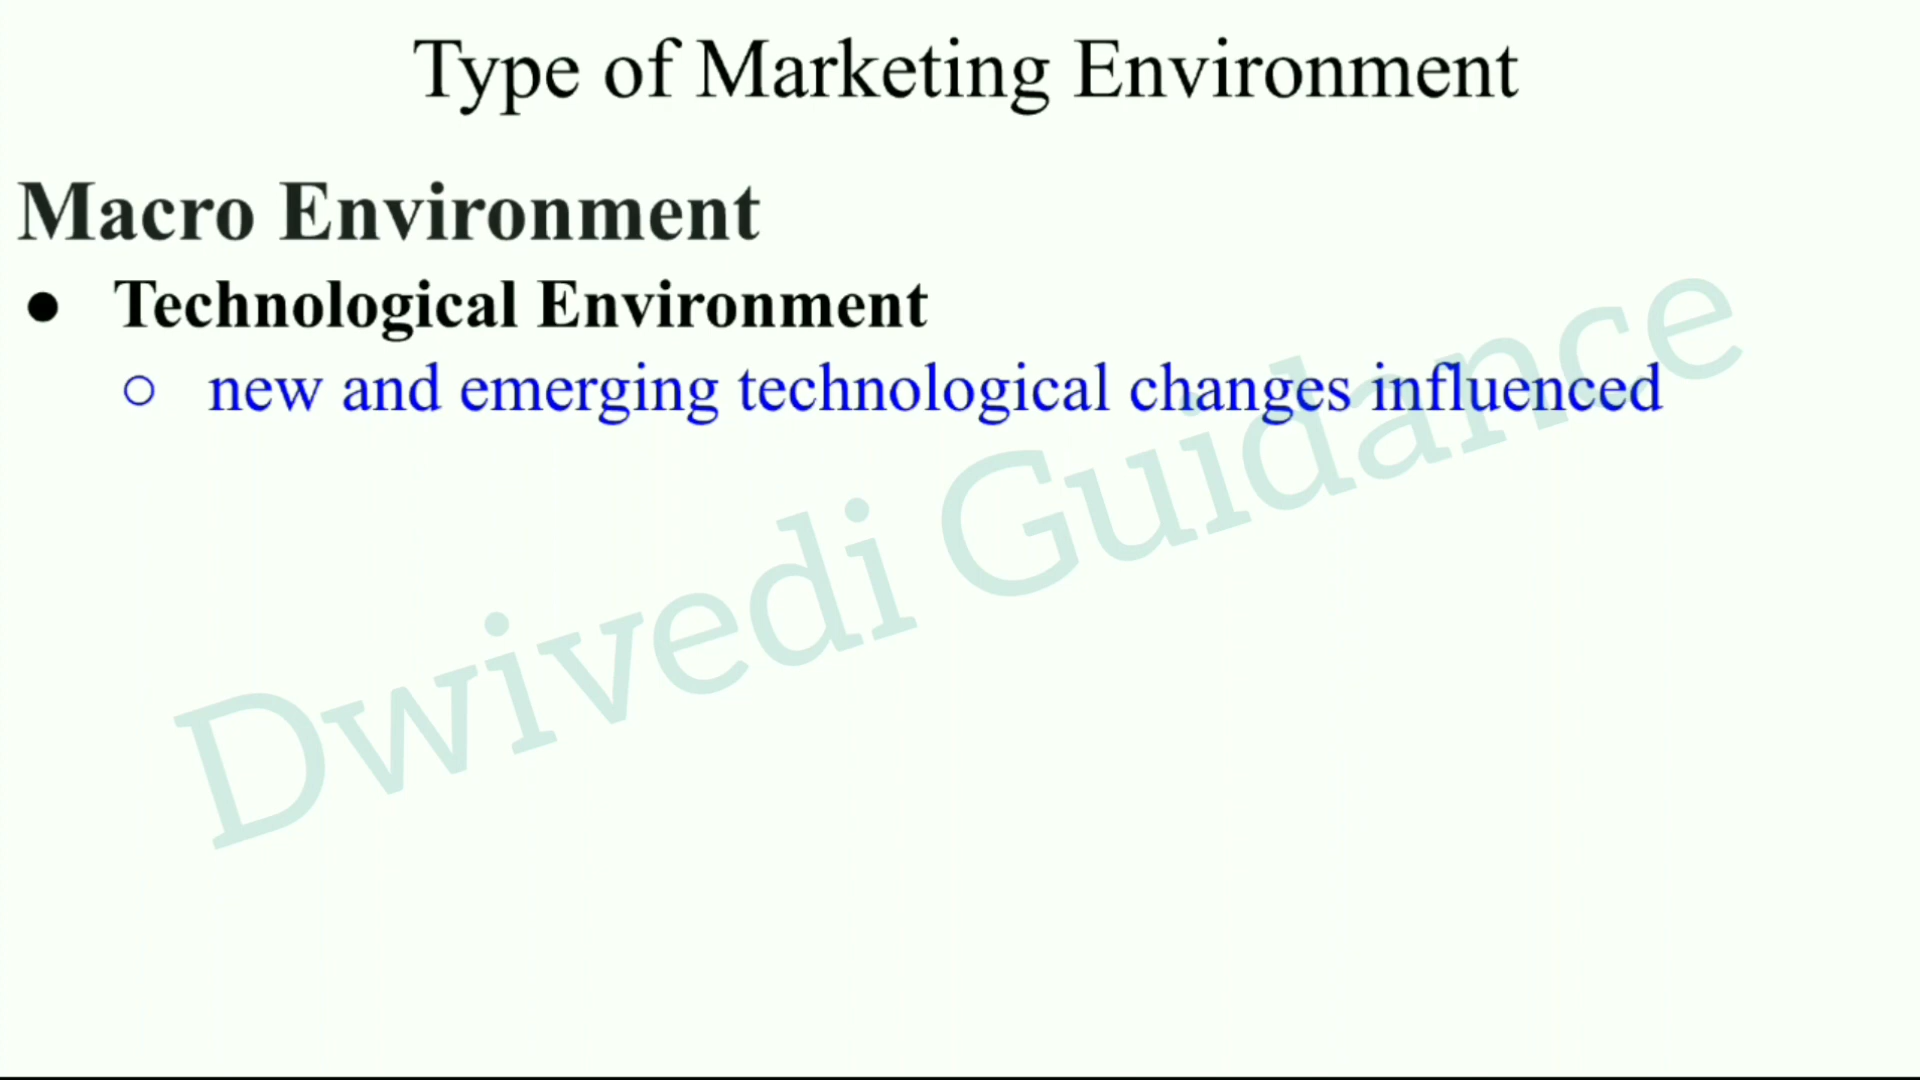 Type of Marketing Environment
Macro Environment
● Technological Environment
○ new and emerging technological changes influenced
Dwivedi Guidance